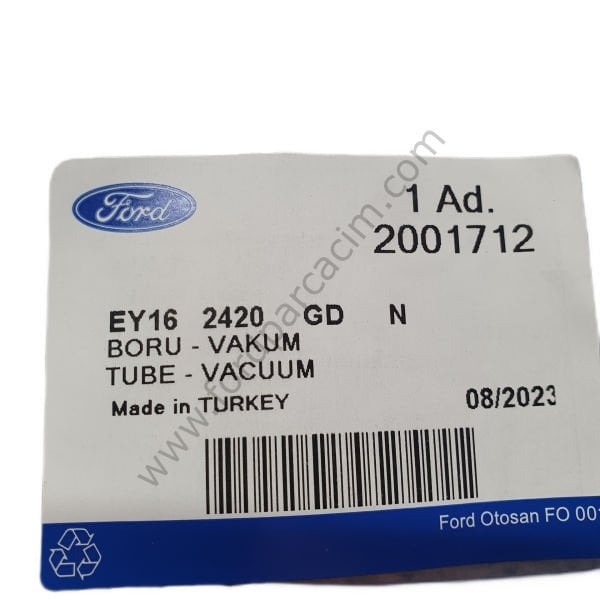 Ford
1 Ad.
2001712
EY16 2420 GD N
BORU - VAKUM
TUBE - VACUUM
Made in TURKEY
08/2023
Ford Otosan FO 001
www.fordparcacim.com